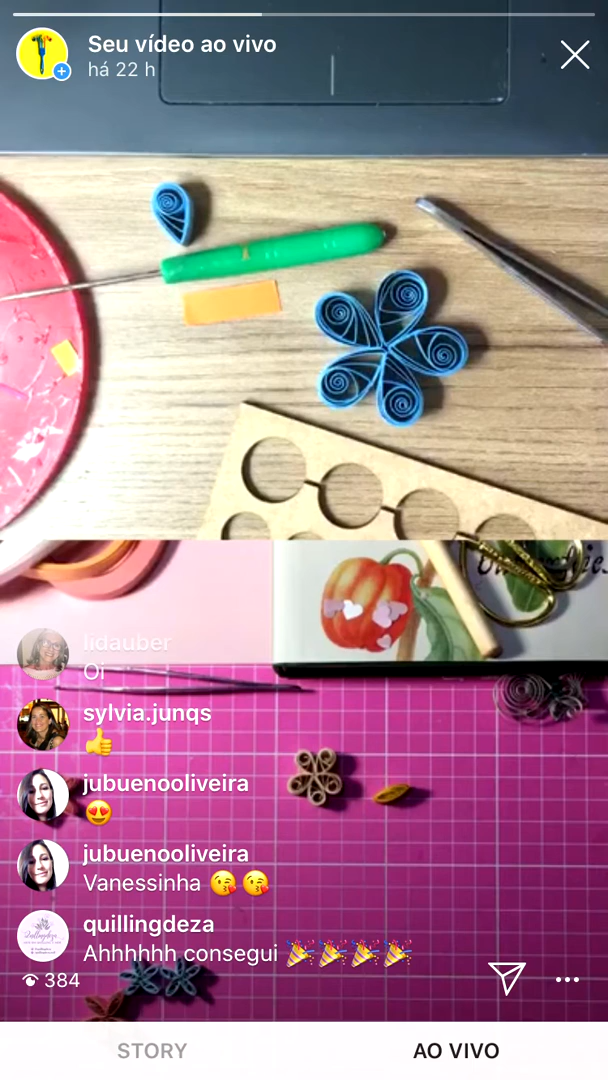 Seu vídeo ao vivo
há 22 h
lidauber
Oi
sylvia.junqs
👍
jubuenooliveira
😍
jubuenooliveira
Vanessinha 😘 😘
quillingdeza
Ahhhhhh consegui 🎉🎉🎉🎉
384
STORY
AO VIVO